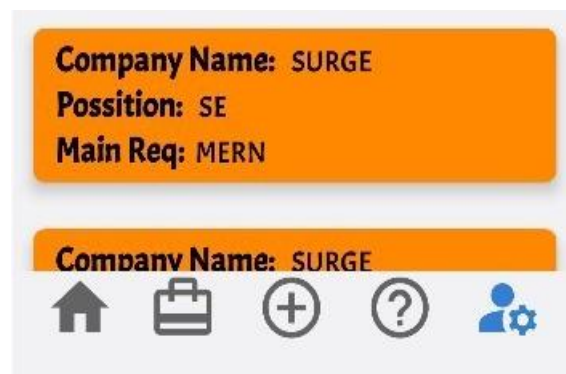 Company Name: SURGE
Possition: SE
Main Req: MERN
Company Name: SURGE